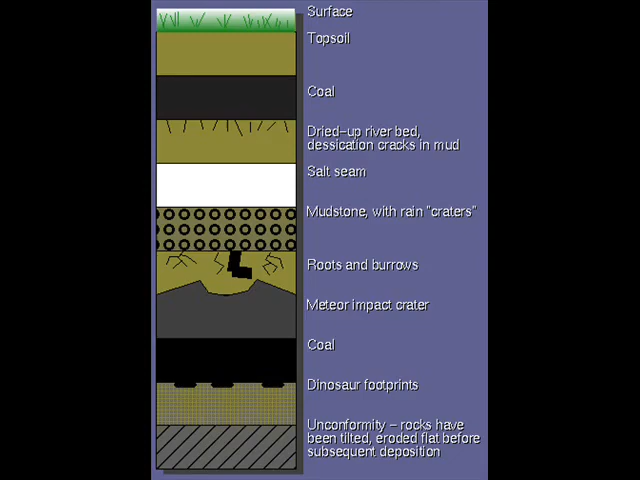 Surface
Topsoil
Coal
Dried-up river bed,
dessication cracks in mud
Salt seam
Mudstone, with rain "craters"
Roots and burrows
Meteor impact crater
Coal
Dinosaur footprints
Unconformity - rocks have
been tilted, eroded flat before
subsequent deposition